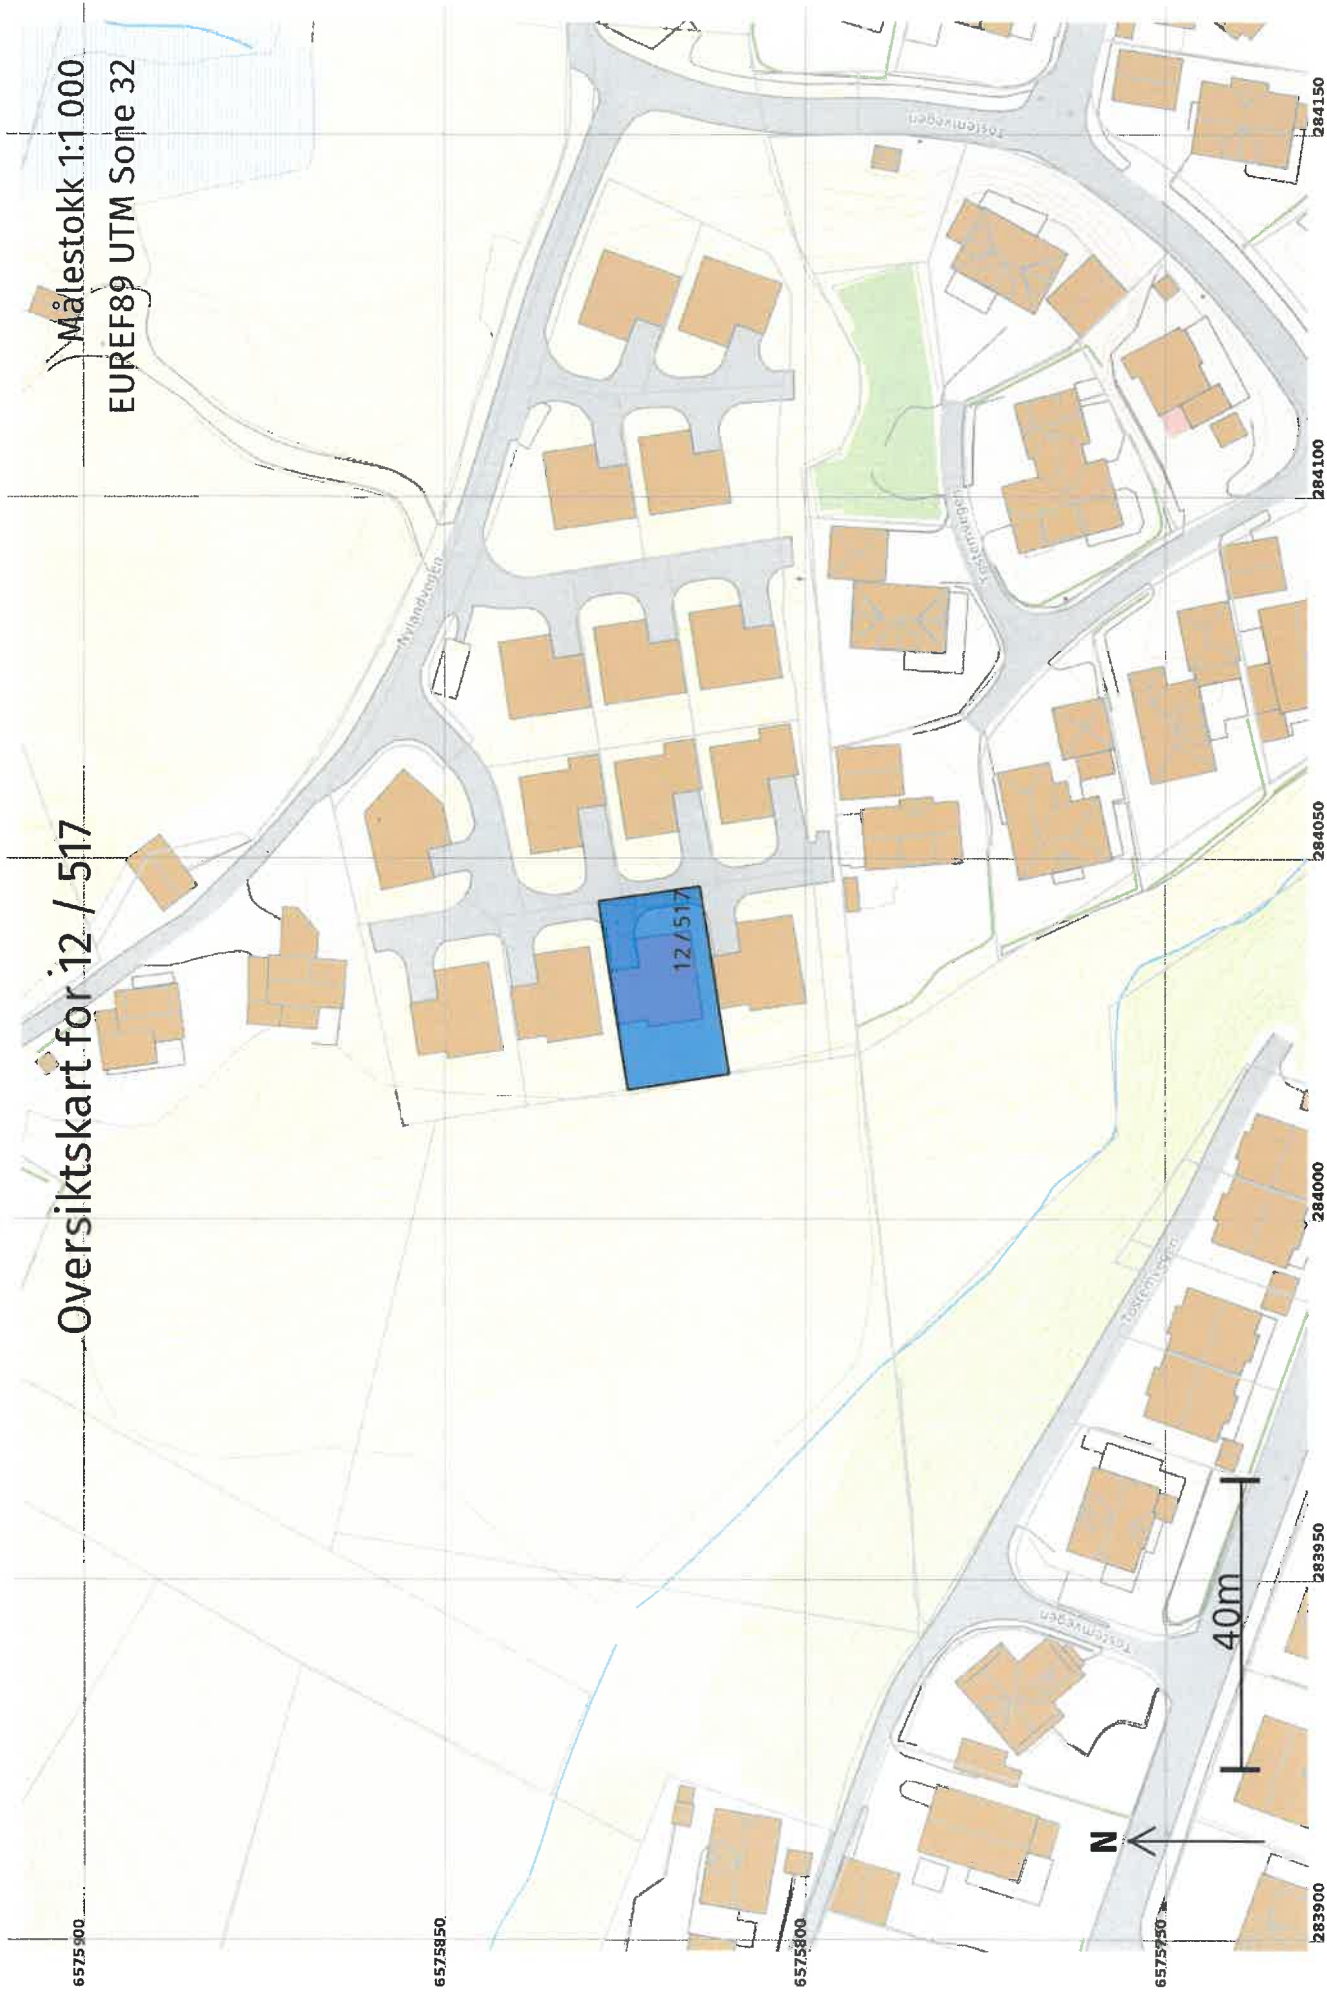 Oversiktskart for 12 / 517
Målestokk 1:1 000
EUREF89 UTM Sone 32
6575900
6575850
6575800
6575750
Nylandvegen
Tostemvegen
Tostemvegen
12 / 517
Tostemvegen
Tostemvegen
N
40m
283900
283950
284000
284050
284100
284150